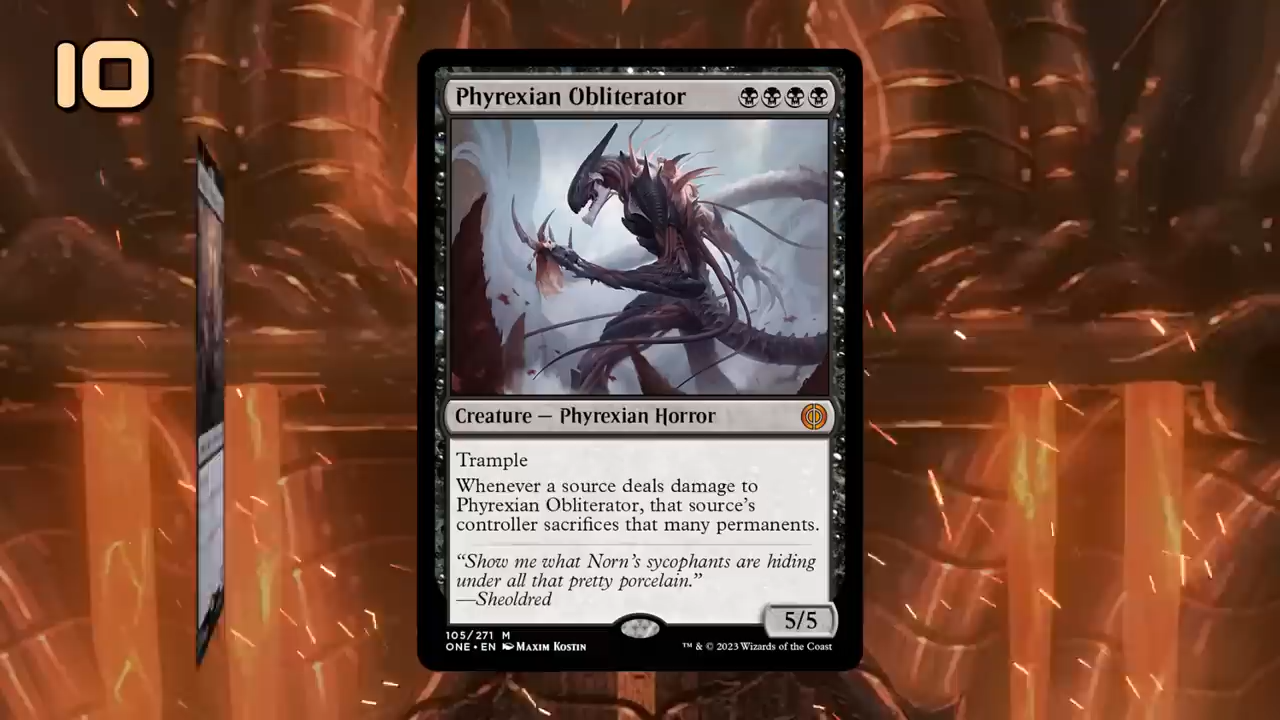 10
Phyrexian Obliterator
Creature — Phyrexian Horror
Trample
Whenever a source deals damage to
Phyrexian Obliterator, that source's
controller sacrifices that many permanents.
“Show me what Norn’s sycophants are hiding
under all that pretty porcelain.”
—Sheoldred
5/5
105/271 M
ONE • EN Maxim Kostin
™ & © 2023 Wizards of the Coast